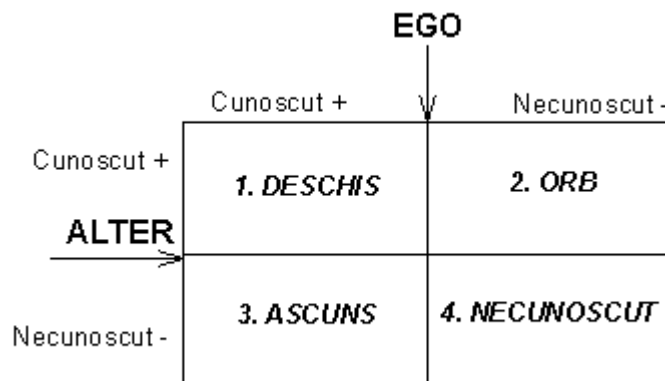 EGO
Cunoscut +
Necunoscut -
Cunoscut +
1. DESCHIS
2. ORB
ALTER
3. ASCUNS
4. NECUNOSCUT
Necunoscut -